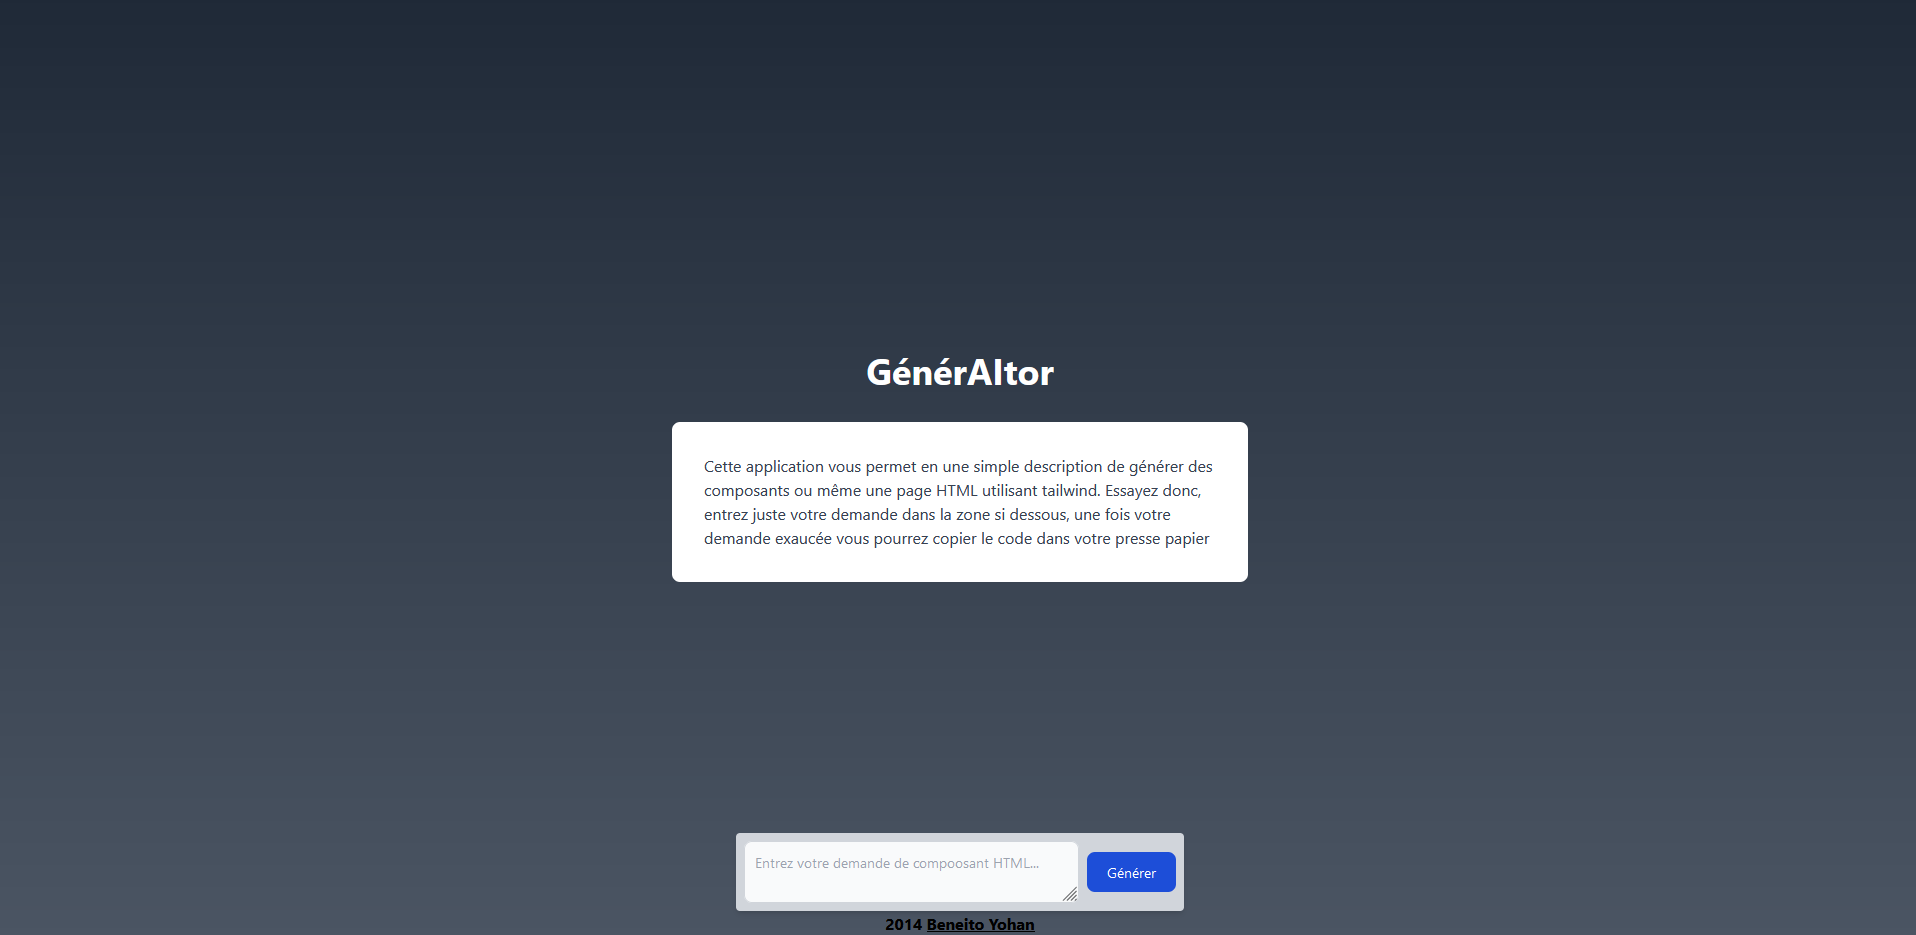 GénérAItor
Cette application vous permet en une simple description de générer des
composants ou même une page HTML utilisant tailwind. Essayez donc,
entrez juste votre demande dans la zone si dessous, une fois votre
demande exaucée vous pourrez copier le code dans votre presse papier
Entrez votre demande de compoosant HTML...
Générer
2014 Beneito Yohan